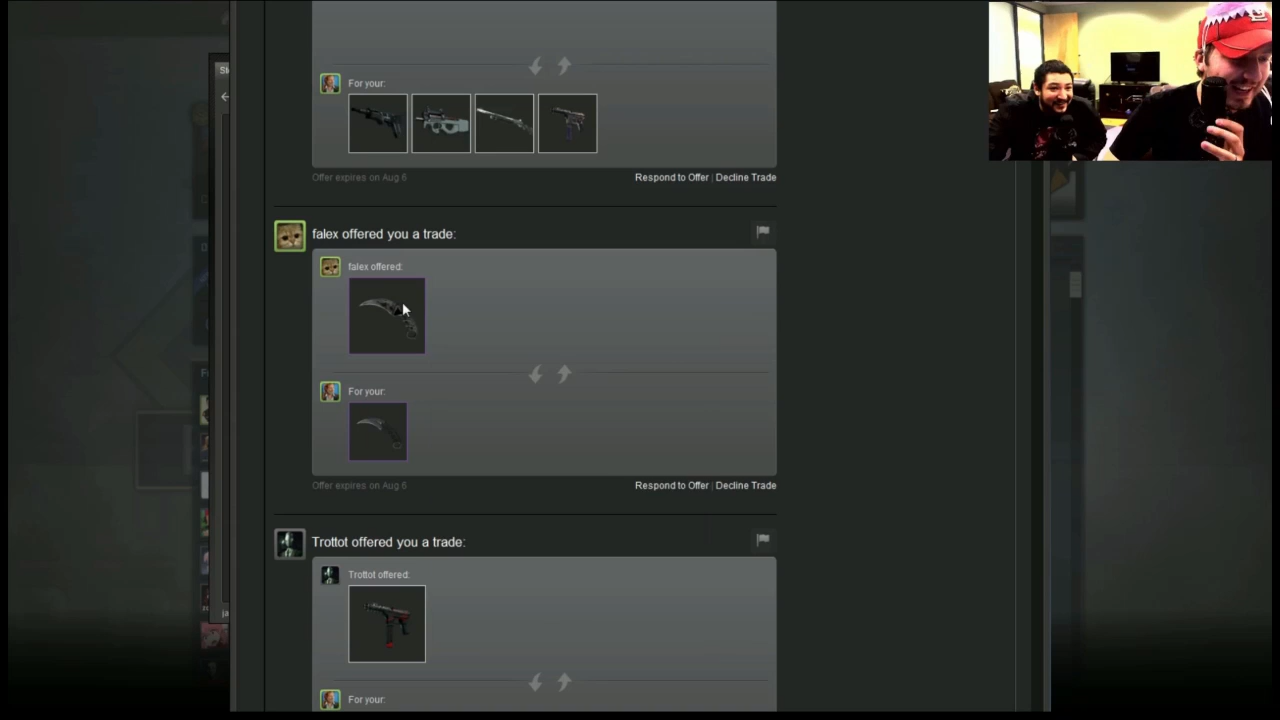 St
For your:
Offer expires on Aug 6
Respond to Offer | Decline Trade
falex offered you a trade:
falex offered:
For your:
Offer expires on Aug 6
Respond to Offer | Decline Trade
Trottot offered you a trade:
Trottot offered:
For your: